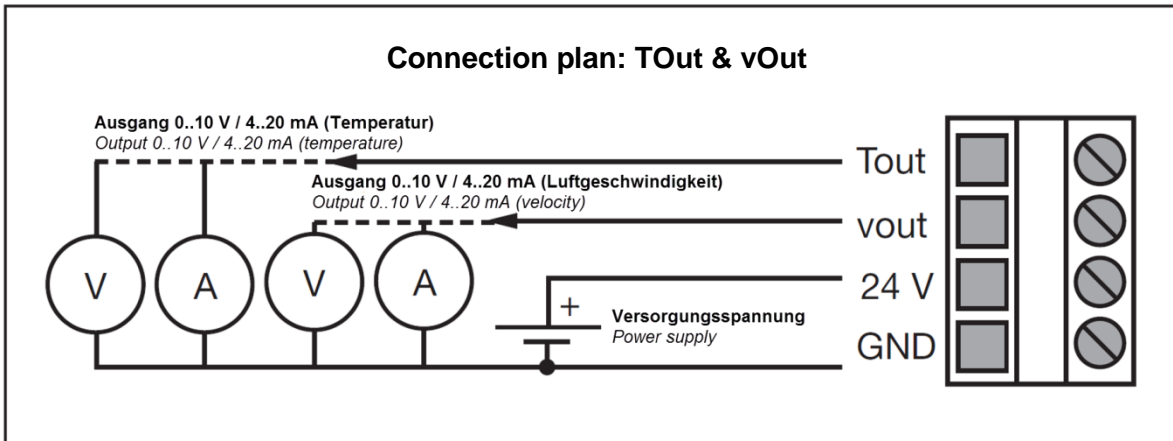 Connection plan: TOut & vOut
Ausgang 0..10 V / 4..20 mA (Temperatur)
Output 0..10 V / 4..20 mA (temperature)
Tout
Ausgang 0..10 V / 4..20 mA (Luftgeschwindigkeit)
Output 0..10 V / 4..20 mA (velocity)
vout
V
A
V
A
24 V
+
Versorgungsspannung
Power supply
GND